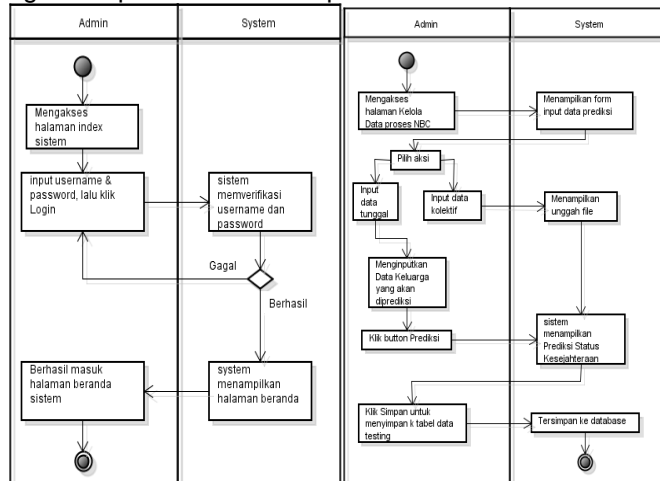 Admin
System
Mengakses
halaman index
sistem
input username &
password, lalu klik
Login
sistem
memverifikasi
username dan
password
Gagal
Berhasil
Berhasil masuk
halaman beranda
sistem
system
menampilkan
halaman beranda
Admin
System
Mengakses
halaman Kelola
Data proses NBC
Menampilkan form
input data prediksi
Pilih aksi
Input
data
tunggal
Input data
kolektif
Menampilkan
unggah file
Menginputkan
Data Keluarga
yang akan
diprediksi
Klik button Prediksi
sistem
menampilkan
Prediksi Status
Kesejahteraan
Klik Simpan untuk
menyimpan k tabel data
testing
Tersimpan ke database